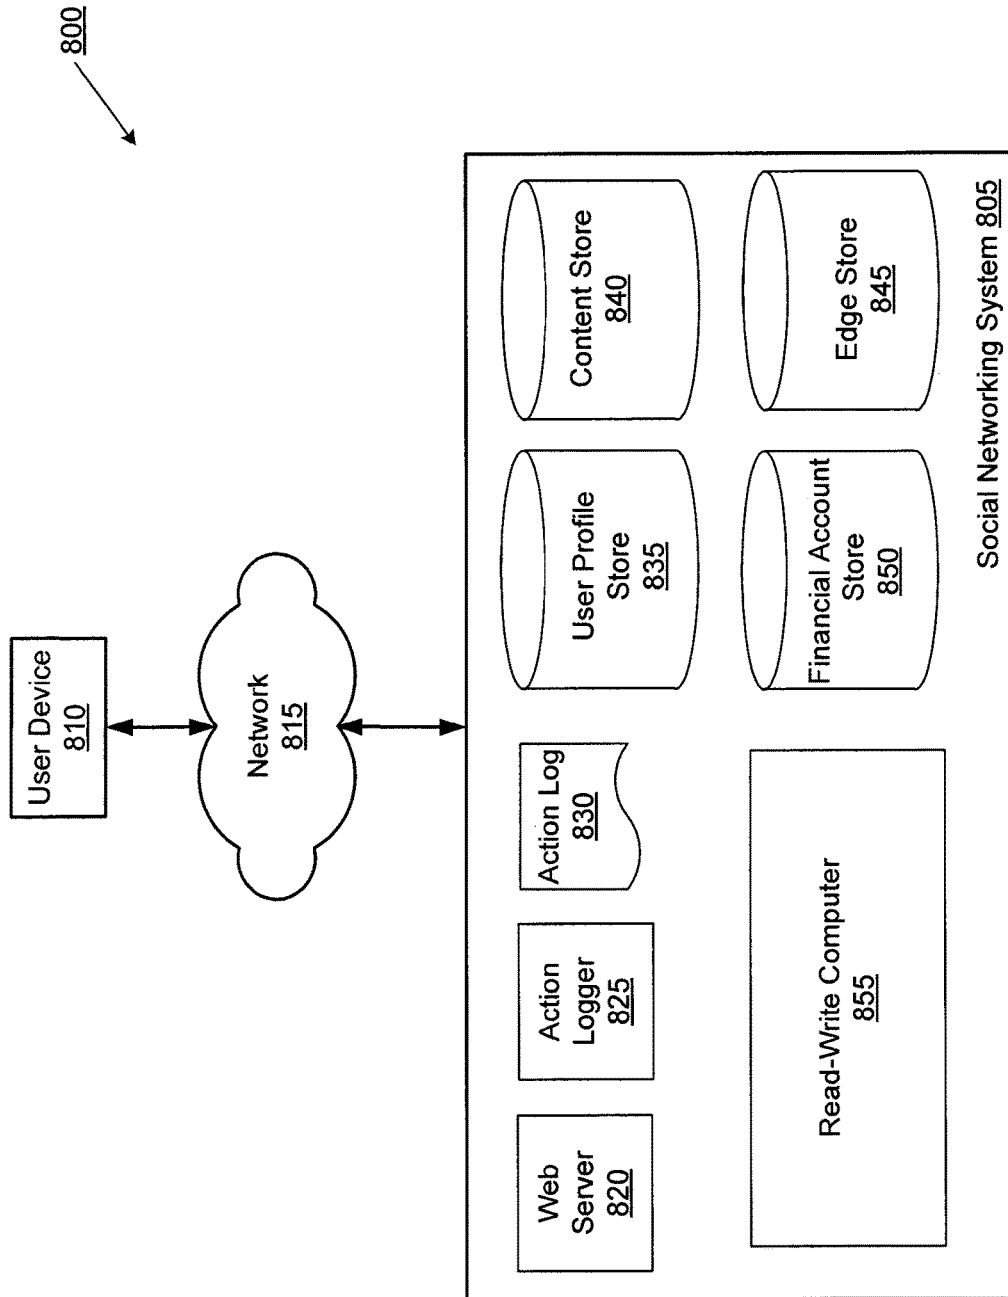 800
User Device
810
Network
815
Web
Server
820
Action
Logger
825
Action Log
830
User Profile
Store
835
Content Store
840
Read-Write Computer
855
Financial Account
Store
850
Edge Store
845
Social Networking System 805